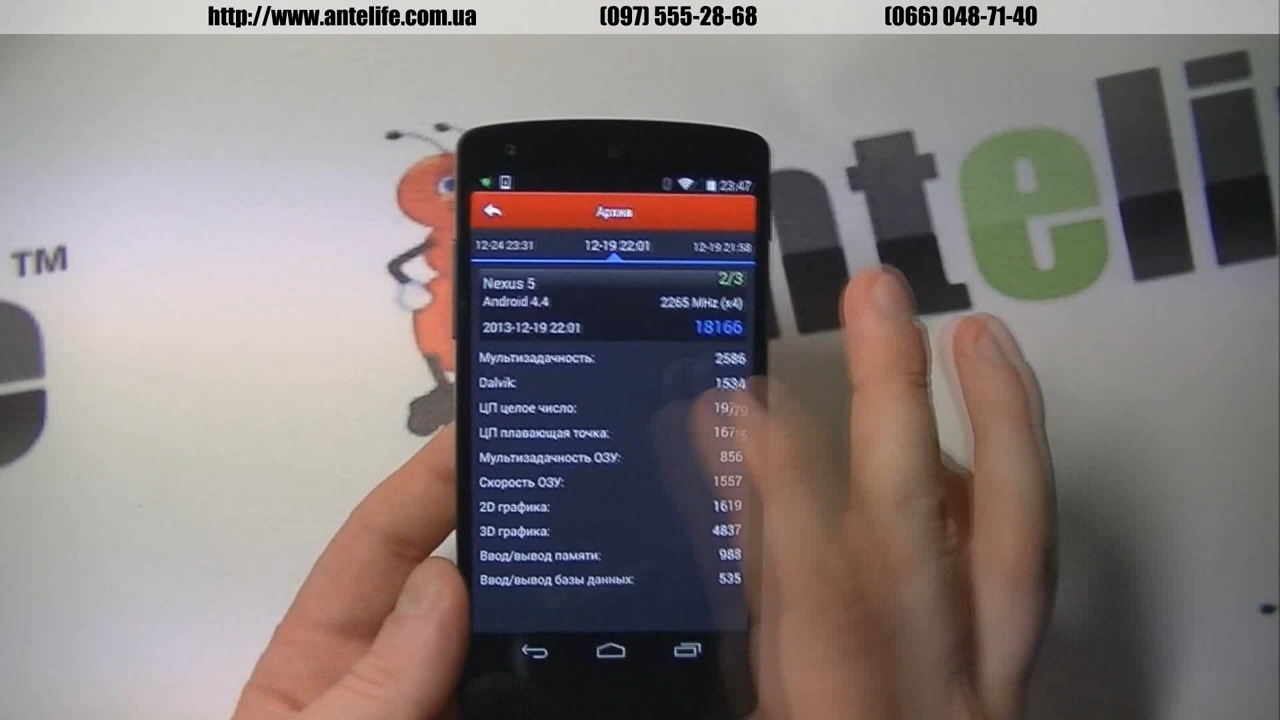 http://www.antelife.com.ua (097) 555-28-68 (066) 048-71-40
TM
anteli
23:47
Архив
12-24 23:31 12-19 22:01 12-19 21:58
Nexus 5 2/3
Android 4.4 2265 MHz (x4)
2013-12-19 22:01 18166
Мультизадачность: 2586
Dalvik: 1534
ЦП целое число:
ЦП плавающая точка:
Мультизадачность ОЗУ: 856
Скорость ОЗУ: 1557
2D графика: 1619
3D графика: 4837
Ввод/вывод памяти: 988
Ввод/вывод базы данных: 535